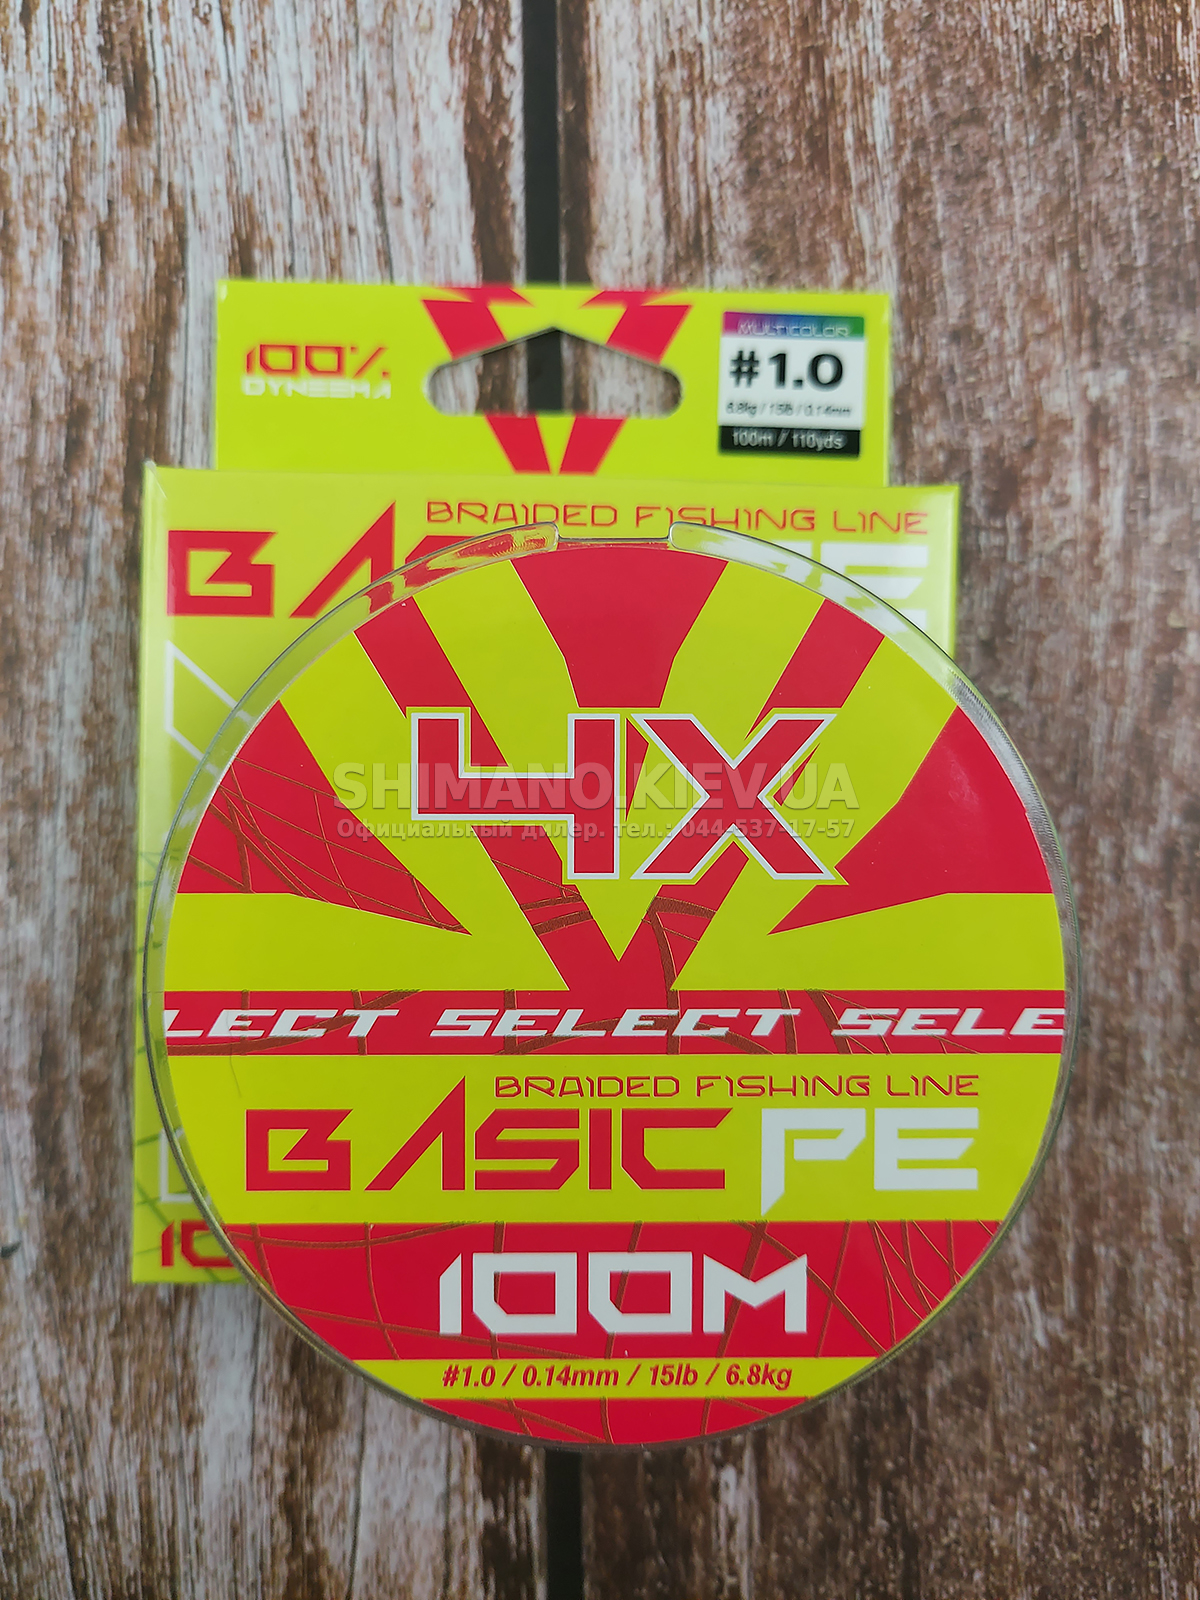 100%
DYNEEMA
MULTICOLOR
#1.0
6.8kg / 15lb / 0.14mm
100m / 110yds
BRAIDED FISHING LINE
PE
4X
SHIMANO.KIEV.UA
Официальный дилер. тел.: 044-537-17-57
LECT SELECT SELE
BRAIDED FISHING LINE
BASIC PE
100M
#1.0 / 0.14mm / 15lb / 6.8kg